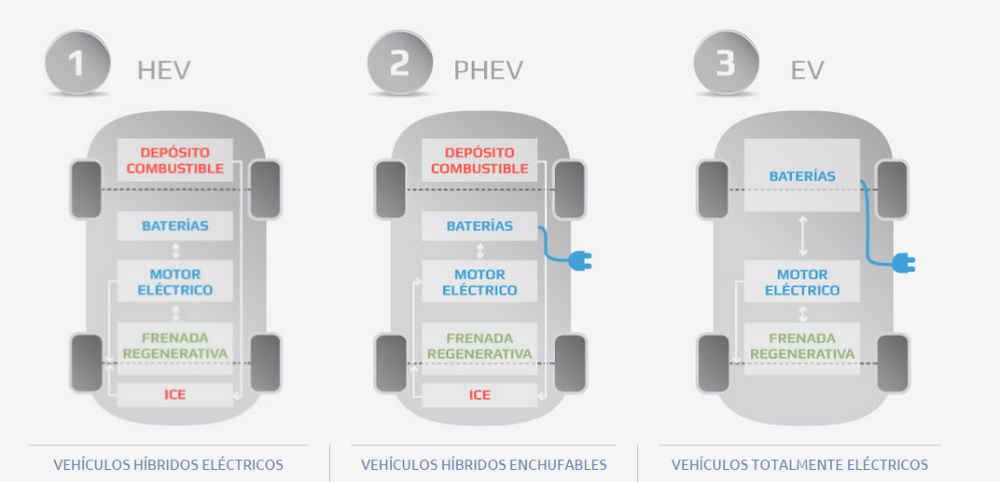 1 HEV
DEPÓSITO
COMBUSTIBLE
BATERÍAS
MOTOR
ELÉCTRICO
FRENADA
REGENERATIVA
ICE
VEHÍCULOS HÍBRIDOS ELÉCTRICOS
2 PHEV
DEPÓSITO
COMBUSTIBLE
BATERÍAS
MOTOR
ELÉCTRICO
FRENADA
REGENERATIVA
ICE
VEHÍCULOS HÍBRIDOS ENCHUFABLES
3 EV
BATERÍAS
MOTOR
ELÉCTRICO
FRENADA
REGENERATIVA
VEHÍCULOS TOTALMENTE ELÉCTRICOS